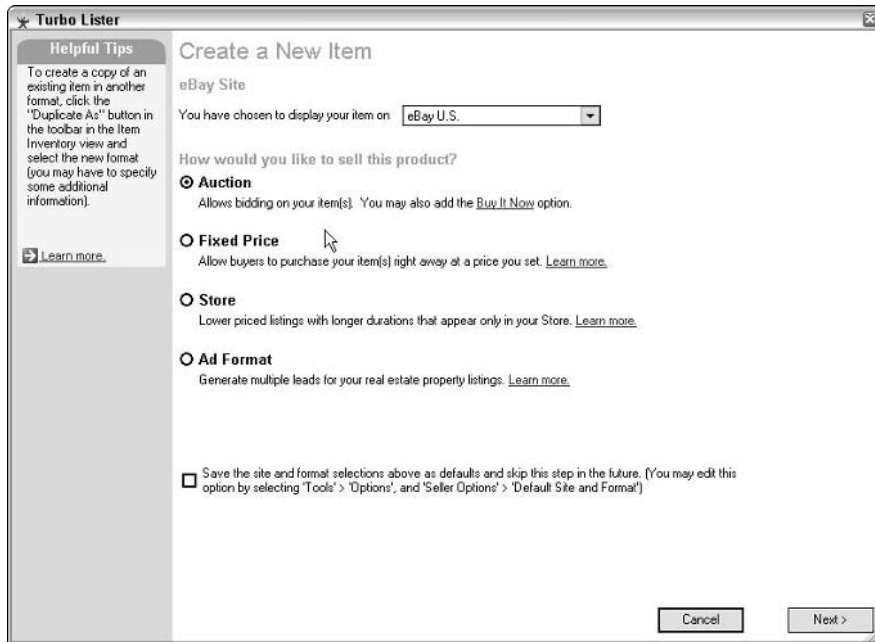 Turbo Lister
Helpful Tips
To create a copy of an
existing item in another
format, click the
"Duplicate As" button in
the toolbar in the Item
Inventory view and
select the new format
(you may have to specify
some additional
information).
Learn more.
Create a New Item
eBay Site
You have chosen to display your item on eBay U.S.
How would you like to sell this product?
Auction
Allows bidding on your item(s). You may also add the Buy It Now option.
Fixed Price
Allow buyers to purchase your item(s) right away at a price you set. Learn more.
Store
Lower priced listings with longer durations that appear only in your Store. Learn more.
Ad Format
Generate multiple leads for your real estate property listings. Learn more.
Save the site and format selections above as defaults and skip this step in the future. (You may edit this
option by selecting 'Tools' > 'Options', and 'Seller Options' > 'Default Site and Format')
Cancel Next >